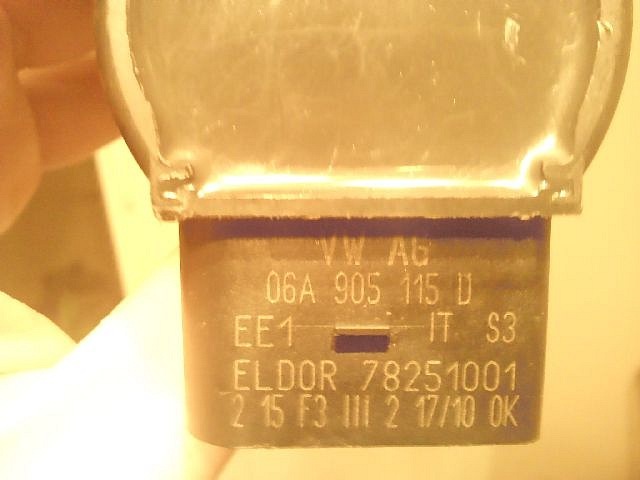 VW AG
06A 905 115 D
EE1 IT S3
ELDOR 78251001
2 15 F3 III 2 17/10 OK